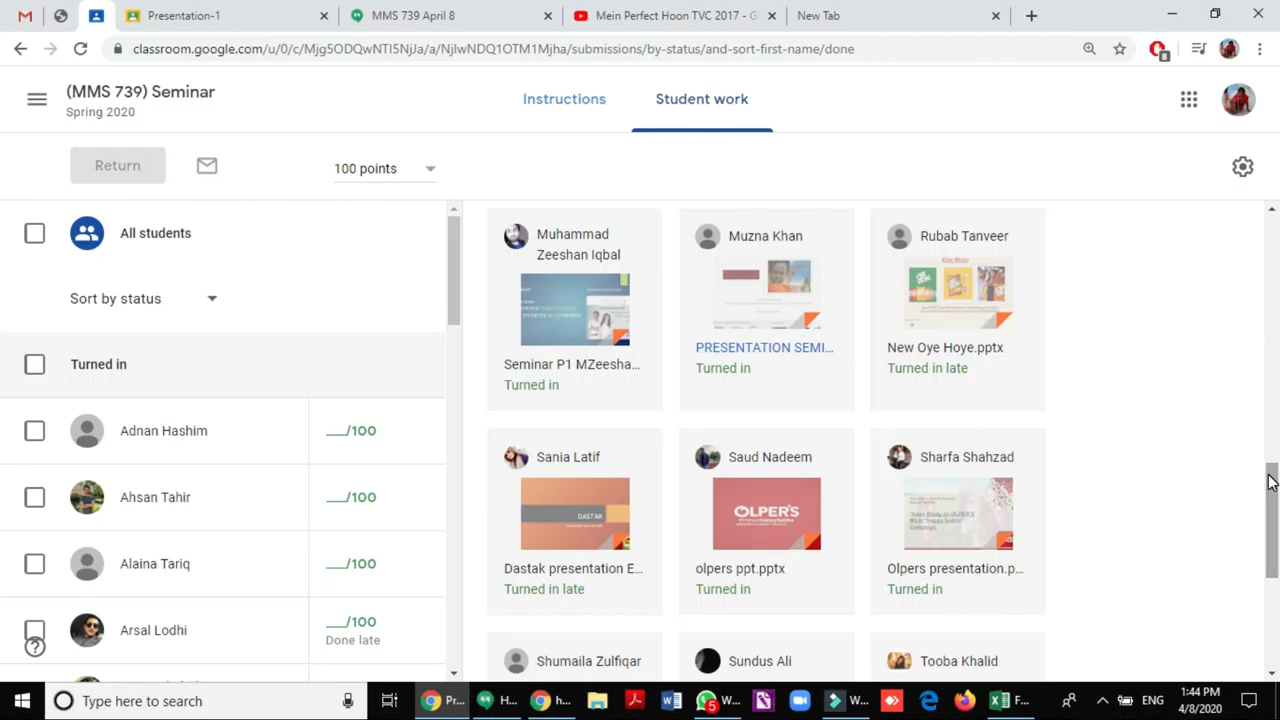 Presentation-1
MMS 739 April 8
Mein Perfect Hoon TVC 2017 - G
New Tab
classroom.google.com/u/0/c/Mjg5ODQwNTI5NjJa/a/NjIwNDQ1OTM1Mjha/submissions/by-status/and-sort-first-name/done
8
(MMS 739) Seminar
Spring 2020
Instructions
Student work
Return
100 points
All students
Sort by status
Turned in
Adnan Hashim
__/100
Ahsan Tahir
__/100
Alaina Tariq
__/100
Arsal Lodhi
__/100
Done late
Muhammad
Zeeshan Iqbal
Seminar P1 MZeesha...
Turned in
Muzna Khan
PRESENTATION SEMI...
Turned in
Rubab Tanveer
New Oye Hoye.pptx
Turned in late
Sania Latif
DASTAK
Dastak presentation E...
Turned in late
Saud Nadeem
OLPER'S
olpers ppt.pptx
Turned in
Sharfa Shahzad
Olpers presentation.p...
Turned in
Shumaila Zulfiqar
Sundus Ali
Tooba Khalid
Type here to search
Pr...
H...
h...
5
W...
W...
F...
ENG
1:44 PM
4/8/2020